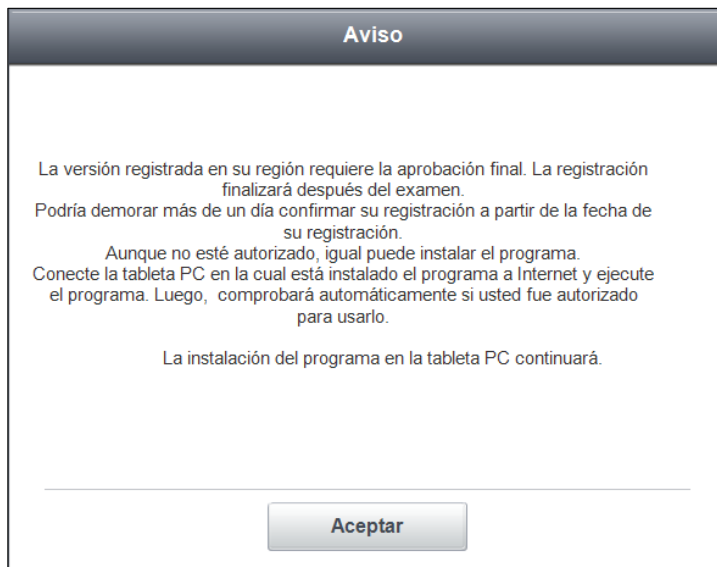 Aviso
La versión registrada en su región requiere la aprobación final. La registración
finalizará después del examen.
Podría demorar más de un día confirmar su registración a partir de la fecha de
su registración.
Aunque no esté autorizado, igual puede instalar el programa.
Conecte la tableta PC en la cual está instalado el programa a Internet y ejecute
el programa. Luego, comprobará automáticamente si usted fue autorizado
para usarlo.
La instalación del programa en la tableta PC continuará.
Aceptar